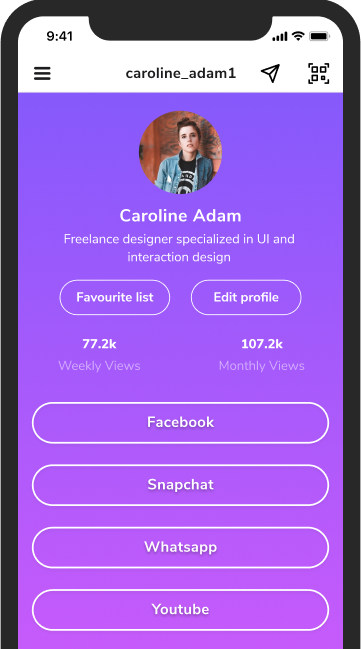 9:41
caroline_adam1
Caroline Adam
Freelance designer specialized in UI and
interaction design
Favourite list
Edit profile
77.2k
107.2k
Weekly Views
Monthly Views
Facebook
Snapchat
Whatsapp
Youtube